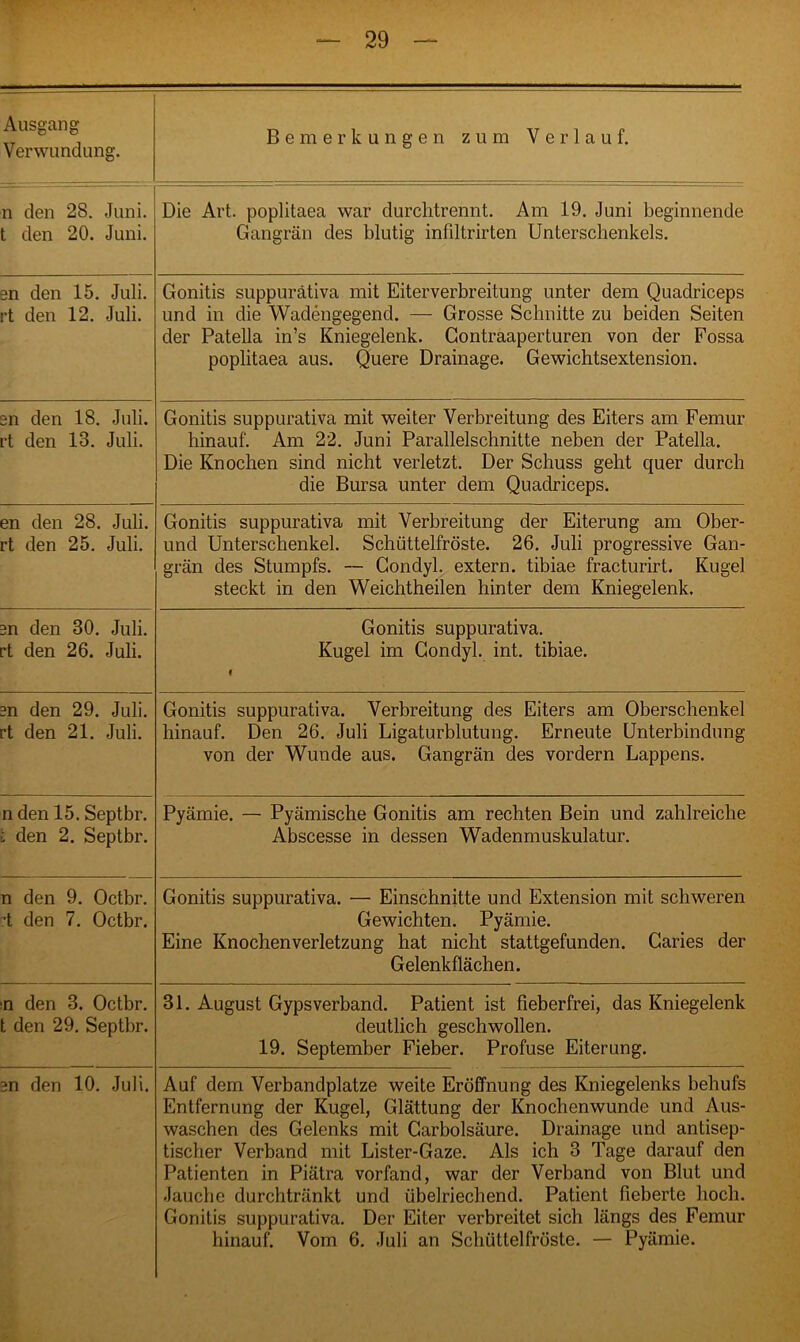 — 29 —
Ausgang
Verwundung.
Bemerkungen zum Verlauf.
n den 28. Juni.
t den 20. Juni.
Die Art. poplitaea war durchtrennt. Am 19. Juni beginnende
Gangrän des blutig infiltrirten Unterschenkels.
en den 15. Juli.
rt den 12. Juli.
Gonitis suppurativa mit Eiterverbreitung unter dem Quadriceps
und in die Wadengegend. — Grosse Schnitte zu beiden Seiten
der Patella in's Kniegelenk. Contraaperturen von der Fossa
poplitaea aus. Quere Drainage. Gewichtsextension.
en den 18. Juli.
rt den 13. Juli.
Gonitis suppurativa mit weiter Verbreitung des Eiters am Femur
hinauf. Am 22. Juni Parallelschnitte neben der Patella.
Die Knochen sind nicht verletzt. Der Schuss geht quer durch
die Bursa unter dem Quadriceps.
en den 28. Juli.
rt den 25. Juli.
Gonitis suppurativa mit Verbreitung der Eiterung am Ober-
und Unterschenkel. Schüttelfröste. 26. Juli progressive Gan-
grän des Stumpfs. — Condyl. extern. tibiae fracturirt. Kugel
steckt in den Weichtheilen hinter dem Kniegelenk.
en den 30. Juli.
rt den 26. Juli.
Gonitis suppurativa.
Kugel im Condyl. int. tibiae.
en den 29. Juli.
rt den 21. Juli.
Gonitis suppurativa. Verbreitung des Eiters am Oberschenkel
hinauf. Den 26. Juli Ligaturblutung. Erneute Unterbindung
von der Wunde aus. Gangrän des vordern Lappens.
n den 15. Septbr.
t den 2. Septbr.
Pyämie. — Pyämische Gonitis am rechten Bein und zahlreiche
Abscesse in dessen Wadenmuskulatur.
n den 9. Octbr.
rt den 7. Octbr.
Gonitis suppurativa. — Einschnitte und Extension mit schweren
Gewichten. Pyämie.
Eine Knochenverletzung hat nicht stattgefunden. Caries der
Gelenkflächen.
n den 3. Octbr.
t den 29. Septbr.
31. August Gypsverband. Patient ist fieberfrei, das Kniegelenk
deutlich geschwollen.
19. September Fieber. Profuse Eiterung.
en den 10. Juli.
Auf dem Verbandplatze weite Eröffnung des Kniegelenks behufs
Entfernung der Kugel, Glättung der Knochenwunde und Aus-
waschen des Gelenks mit Carbolsäure. Drainage und antisep-
tischer Verband mit Lister-Gaze. Als ich 3 Tage darauf den
Patienten in Piätra vorfand, war der Verband von Blut und
Jauche durchtränkt und übelriechend. Patient fieberte hoch.
Gonitis suppurativa. Der Eiter verbreitet sich längs des Femur
hinauf. Vom 6. Juli an Schüttelfröste. — Pyämie.